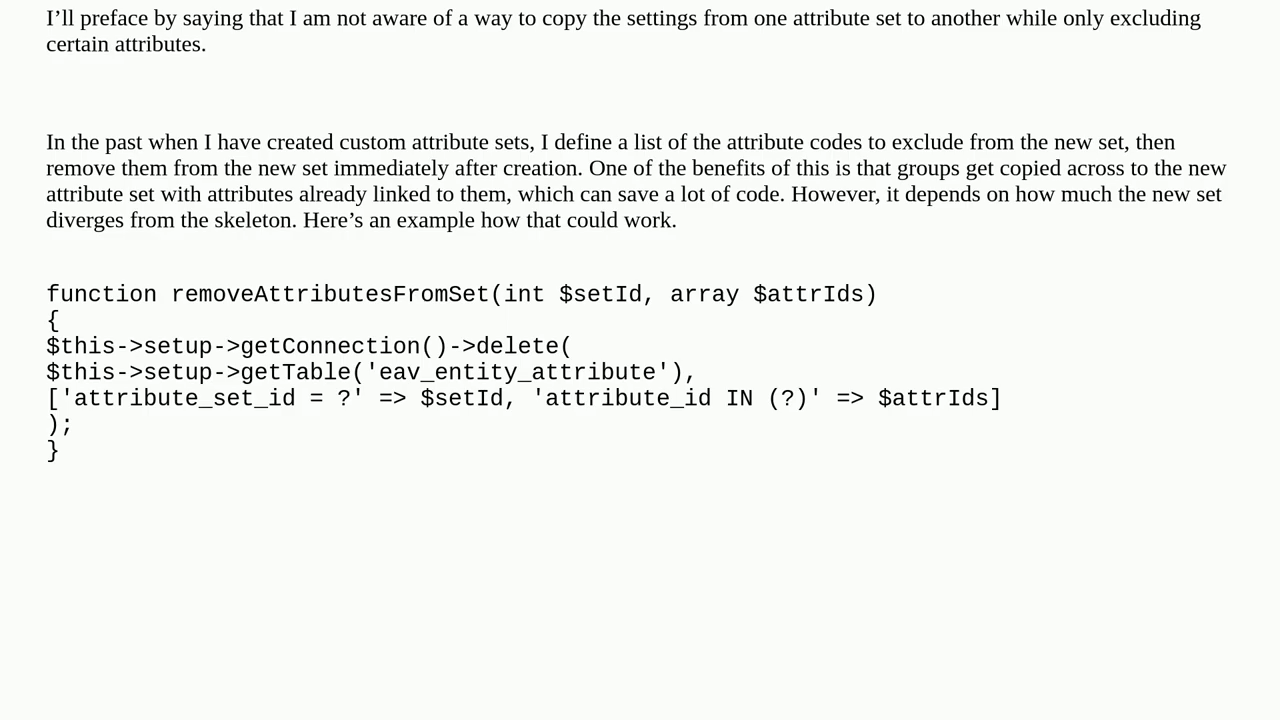 I’ll preface by saying that I am not aware of a way to copy the settings from one attribute set to another while only excluding
certain attributes.
In the past when I have created custom attribute sets, I define a list of the attribute codes to exclude from the new set, then
remove them from the new set immediately after creation. One of the benefits of this is that groups get copied across to the new
attribute set with attributes already linked to them, which can save a lot of code. However, it depends on how much the new set
diverges from the skeleton. Here’s an example how that could work.
function removeAttributesFromSet(int $setId, array $attrIds)
{
$this->setup->getConnection()->delete(
$this->setup->getTable('eav_entity_attribute'),
['attribute_set_id = ?' => $setId, 'attribute_id IN (?)' => $attrIds]
);
}